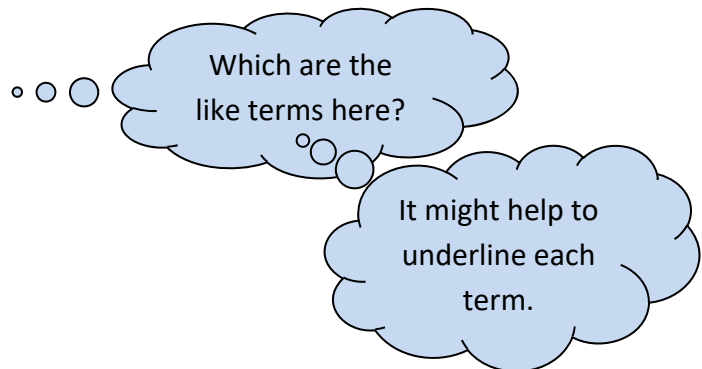 Which are the
like terms here?
It might help to
underline each
term.